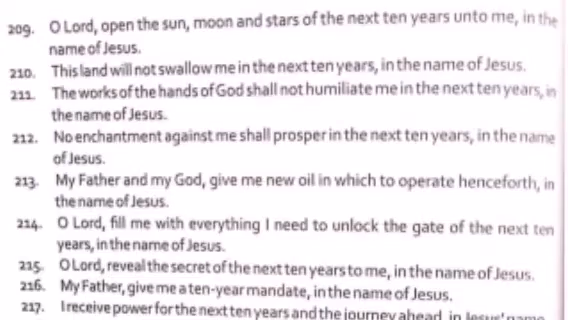 209. O Lord, open the sun, moon and stars of the next ten years unto me, in the
name of Jesus.
210. This land will not swallow me in the next ten years, in the name of Jesus.
211. The works of the hands of God shall not humiliate me in the next ten years, in
the name of Jesus.
212. No enchantment against me shall prosper in the next ten years, in the name
of Jesus.
213. My Father and my God, give me new oil in which to operate henceforth, in
the name of Jesus.
214. O Lord, fill me with everything I need to unlock the gate of the next ten
years, in the name of Jesus.
215. O Lord, reveal the secret of the next ten years to me, in the name of Jesus.
216. My Father, give me a ten-year mandate, in the name of Jesus.
217. I receive power for the next ten years and the journey ahead, in Jesus' name